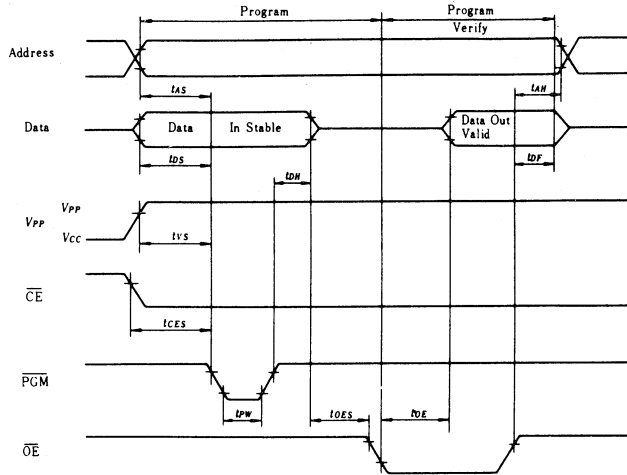 Program
Program
Verify
Address
tAS
tAH
Data
Data In Stable
Data Out
Valid
tDS
tDH
tDF
VPP
VPP
VCC
tVS
CE
tCES
PGM
tPW
tOES
tOE
OE